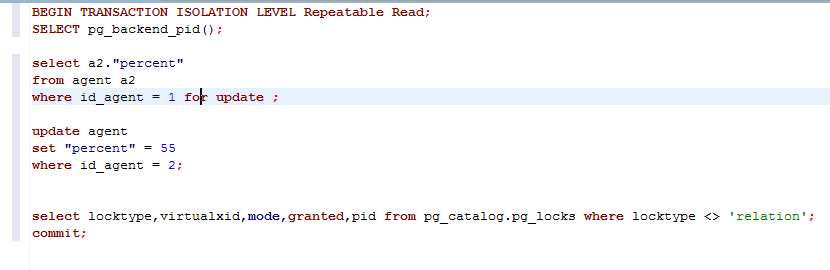 BEGIN TRANSACTION ISOLATION LEVEL Repeatable Read;
SELECT pg_backend_pid();
select a2."percent"
from agent a2
where id_agent = 1 for update ;
update agent
set "percent" = 55
where id_agent = 2;
select locktype,virtualxid,mode,granted,pid from pg_catalog.pg_locks where locktype <> 'relation';
commit;